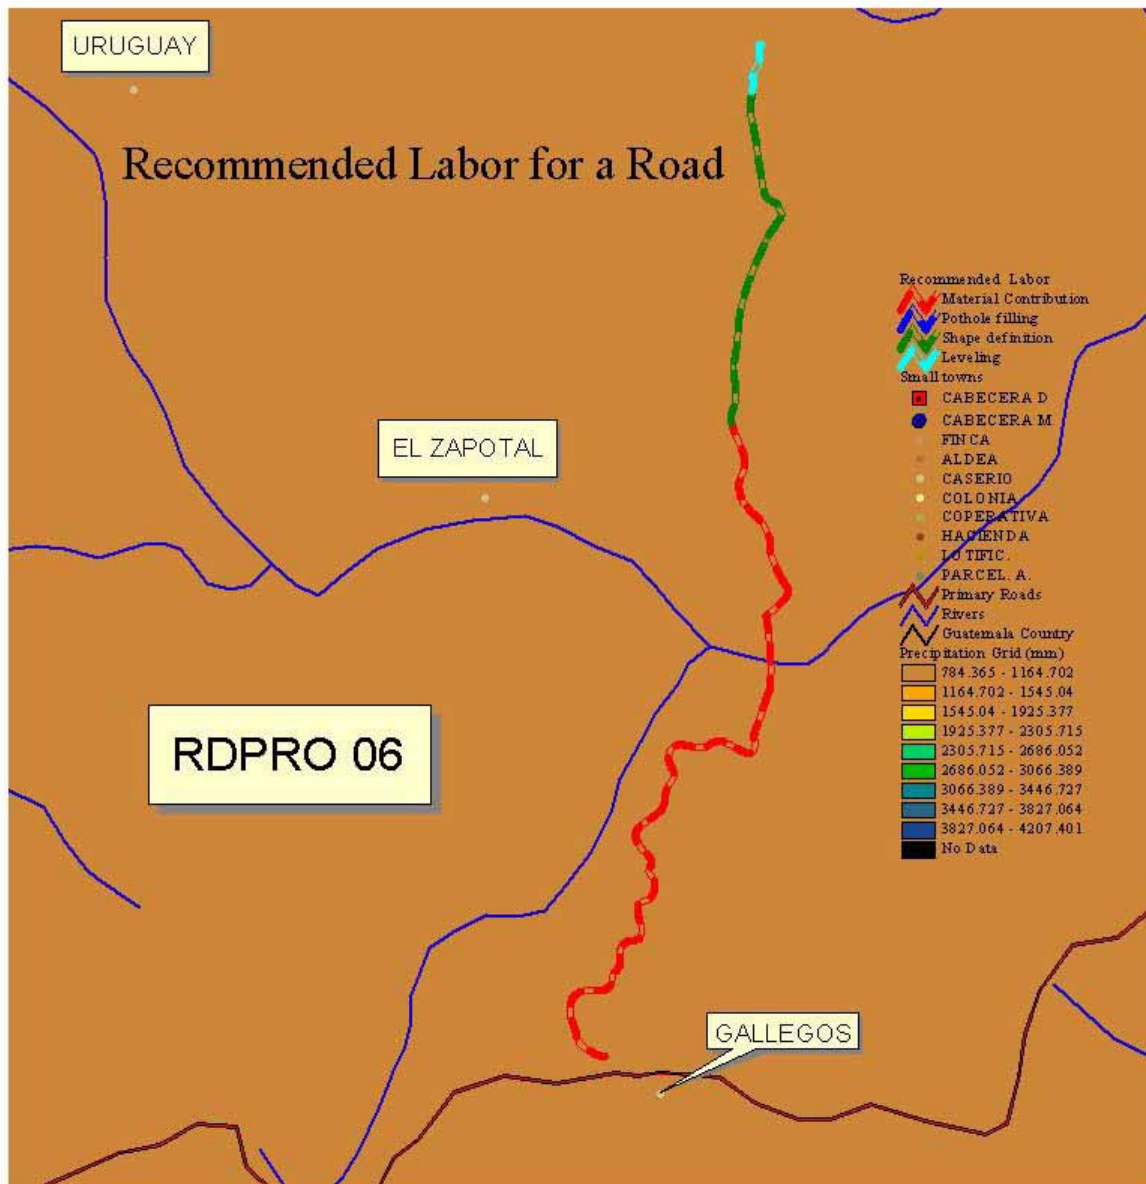 URUGUAY
Recommended Labor for a Road
Recommended Labor
Material Contribution
Pothole filling
Shape definition
Leveling
Small towns
CABECERA D
CABECERA M
FINCA
ALDEA
CASERIO
COLONIA
COPERATIVA
HACIENDA
LOTIFIC.
PARCEL. A.
Primary Roads
Rivers
Guatemala Country
Precipitation Grid (mm)
784.365 - 1164.702
1164.702 - 1545.04
1545.04 - 1925.377
1925.377 - 2305.715
2305.715 - 2686.052
2686.052 - 3066.389
3066.389 - 3446.727
3446.727 - 3827.064
3827.064 - 4207.401
No Data
EL ZAPOTAL
RDPRO 06
GALLEGOS